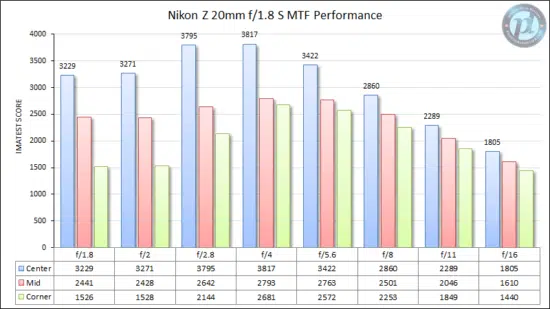 Nikon Z 20mm f/1.8 S MTF Performance
IMATEST SCORE
4000
3500
3000
2500
2000
1500
1000
500
0
3229 3271 3795 3817 3422 2860 2289 1805
f/1.8 f/2 f/2.8 f/4 f/5.6 f/8 f/11 f/16
Center 3229 3271 3795 3817 3422 2860 2289 1805
Mid 2441 2428 2642 2793 2763 2501 2046 1610
Corner 1526 1528 2144 2681 2572 2253 1849 1440